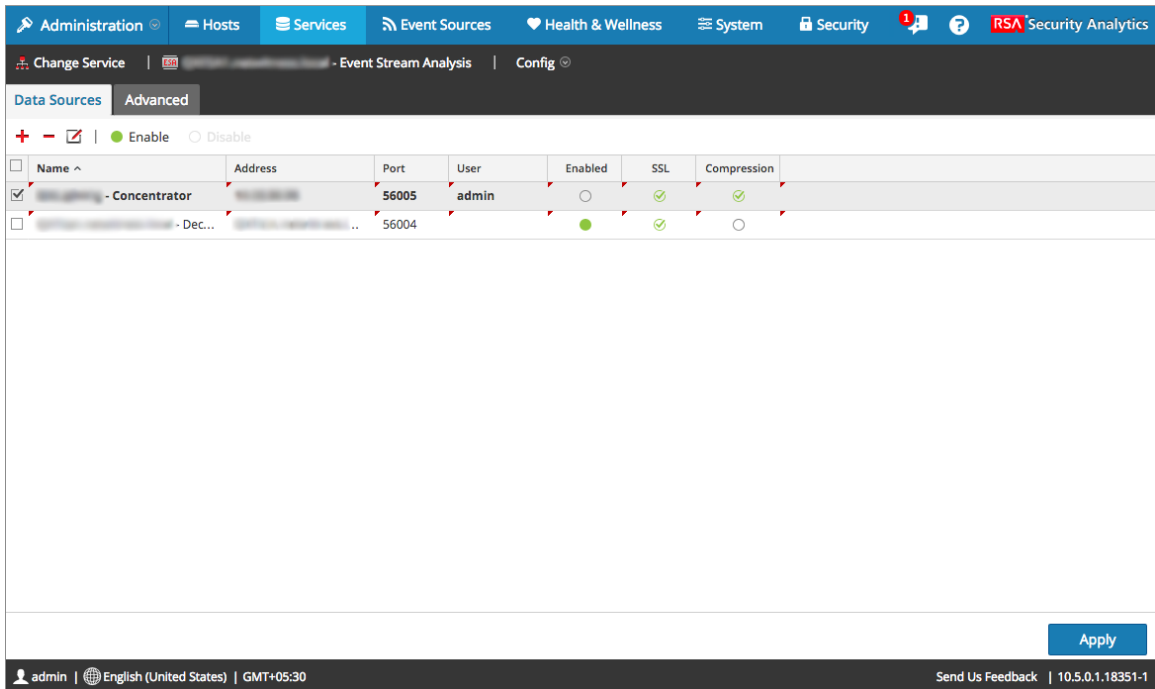 Administration Hosts Services Event Sources Health & Wellness System Security 1 ? RSA Security Analytics
Change Service | ESA - Event Stream Analysis | Config
Data Sources Advanced
Enable Disable
Name Address Port User Enabled SSL Compression
- Concentrator 56005 admin
- Dec... .. 56004
Apply
admin | English (United States) | GMT+05:30 Send Us Feedback | 10.5.0.1.18351-1